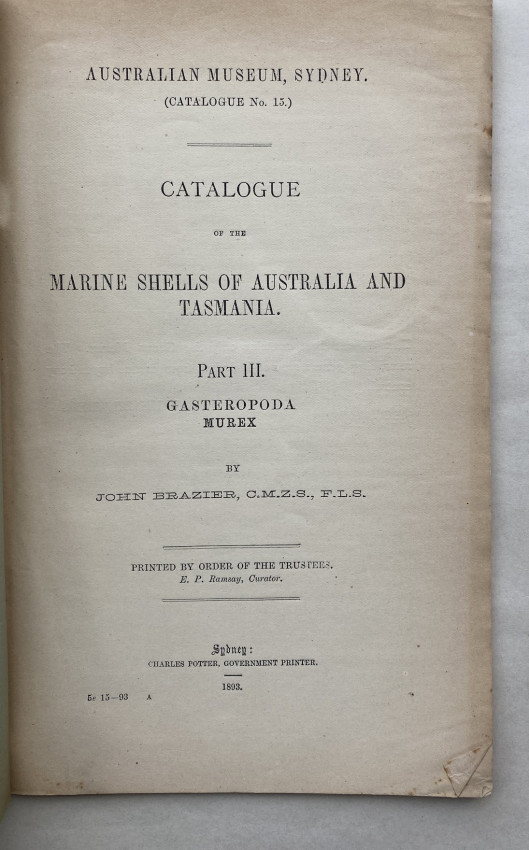 AUSTRALIAN MUSEUM, SYDNEY.
(CATALOGUE No. 15.)
CATALOGUE
OF THE
MARINE SHELLS OF AUSTRALIA AND
TASMANIA.
PART III.
GASTEROPODA
MUREX
BY
JOHN BRAZIER, C.M.Z.S., F.L.S.
PRINTED BY ORDER OF THE TRUSTEES.
E. P. Ramsay, Curator.
Sydney:
CHARLES POTTER, GOVERNMENT PRINTER.
1893.
5c 15—93 A